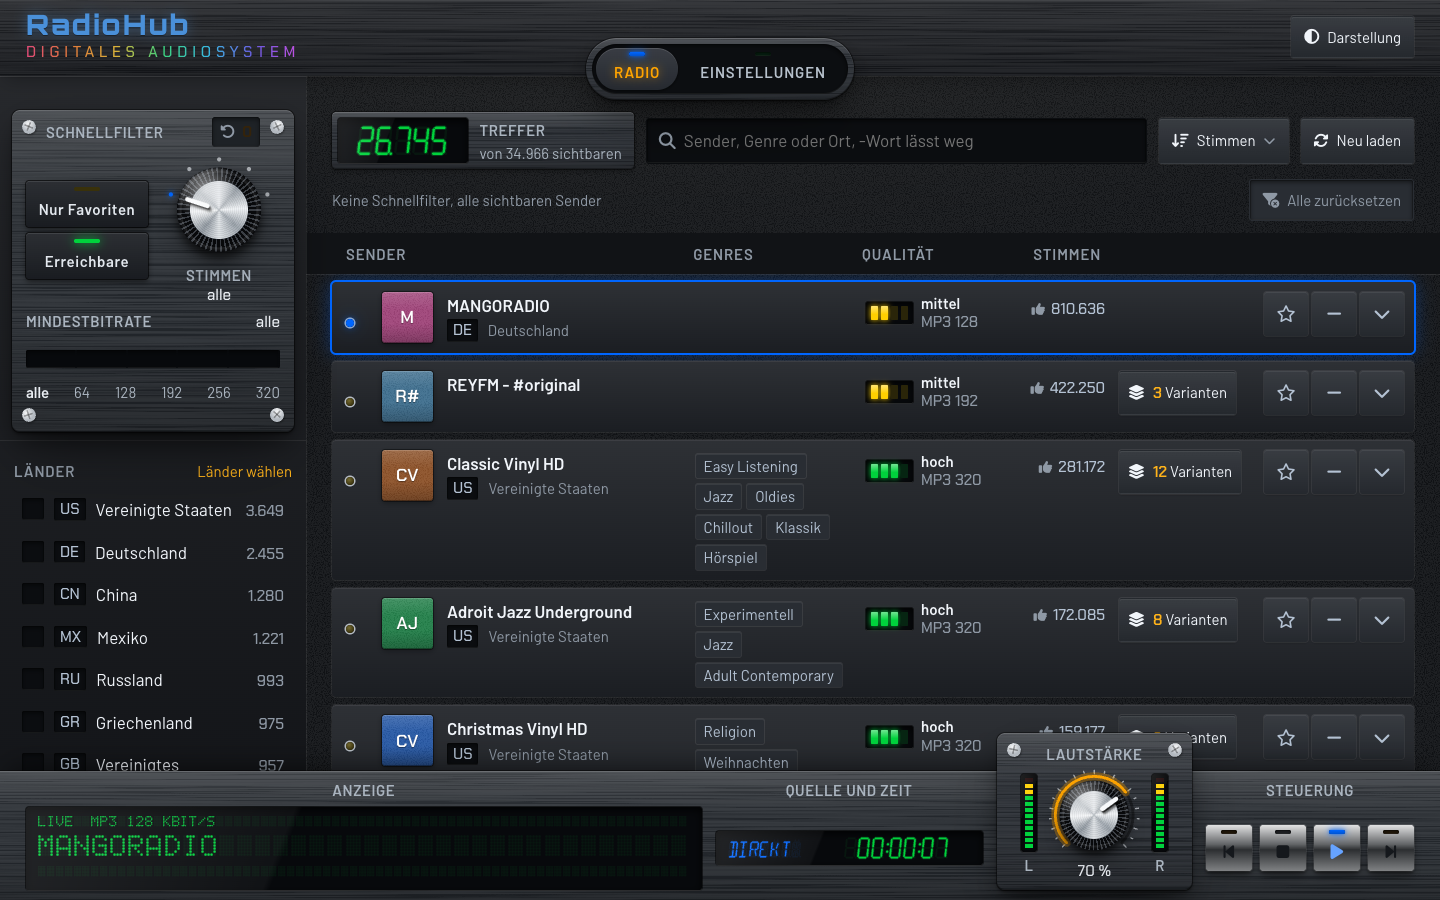 RadioHub
DIGITALES AUDIOSYSTEM
RADIO
EINSTELLUNGEN
Darstellung
SCHNELLFILTER
Nur Favoriten
Erreichbare
STIMMEN
alle
MINDESTBITRATE alle
alle 64 128 192 256 320
LÄNDER Länder wählen
US Vereinigte Staaten 3.649
DE Deutschland 2.455
CN China 1.280
MX Mexiko 1.221
RU Russland 993
GR Griechenland 975
GB Vereinigtes 957
26.745
TREFFER
von 34.966 sichtbaren
Sender, Genre oder Ort, -Wort lässt weg
Stimmen
Neu laden
Keine Schnellfilter, alle sichtbaren Sender
Alle zurücksetzen
SENDER GENRES QUALITÄT STIMMEN
M
MANGORADIO
DE Deutschland
mittel
MP3 128
810.636
R#
REYFM - #original
mittel
MP3 192
422.250
3 Varianten
CV
Classic Vinyl HD
US Vereinigte Staaten
Easy Listening
Jazz Oldies
Chillout Klassik
Hörspiel
hoch
MP3 320
281.172
12 Varianten
AJ
Adroit Jazz Underground
US Vereinigte Staaten
Experimentell
Jazz
Adult Contemporary
hoch
MP3 320
172.085
8 Varianten
CV
Christmas Vinyl HD
US Vereinigte Staaten
Religion
Weihnachten
hoch
MP3 320
ANZEIGE
LIVE MP3 128 KBIT/S
MANGORADIO
QUELLE UND ZEIT
DIREKT 00:00:07
LAUTSTÄRKE
L R
70 %
STEUERUNG